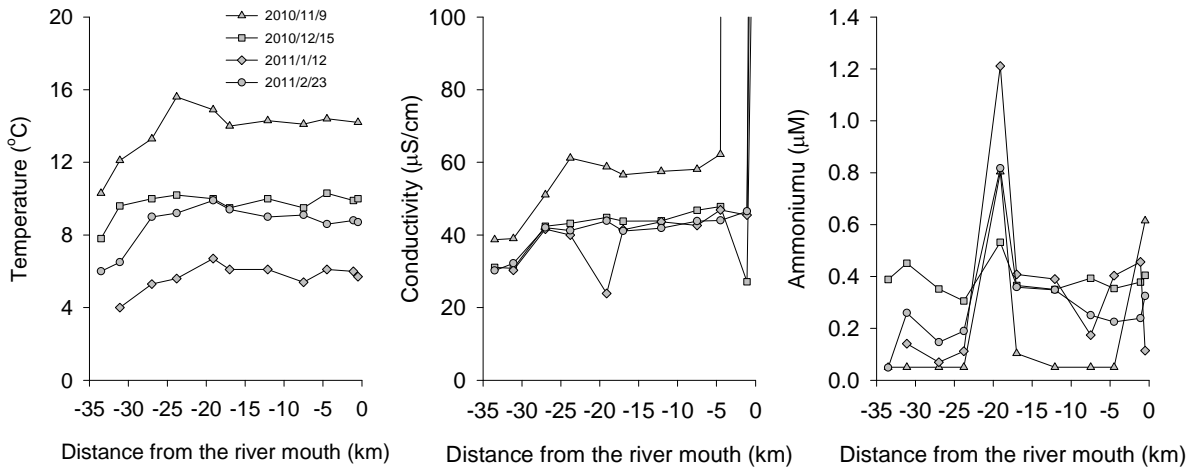 20
16
12
8
4
0
Temperature (°C)
2010/11/9
2010/12/15
2011/1/12
2011/2/23
-35 -30 -25 -20 -15 -10 -5 0
Distance from the river mouth (km)
100
80
60
40
20
0
Conductivity (μS/cm)
-35 -30 -25 -20 -15 -10 -5 0
Distance from the river mouth (km)
1.4
1.2
1.0
0.8
0.6
0.4
0.2
0.0
Ammoniumu (μM)
-35 -30 -25 -20 -15 -10 -5 0
Distance from the river mouth (km)